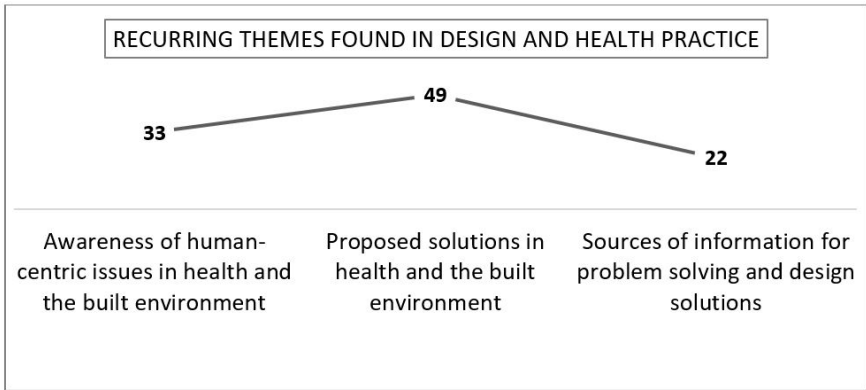 RECURRING THEMES FOUND IN DESIGN AND HEALTH PRACTICE
49
33
22
Awareness of human-
centric issues in health and
the built environment
Proposed solutions in
health and the built
environment
Sources of information for
problem solving and design
solutions